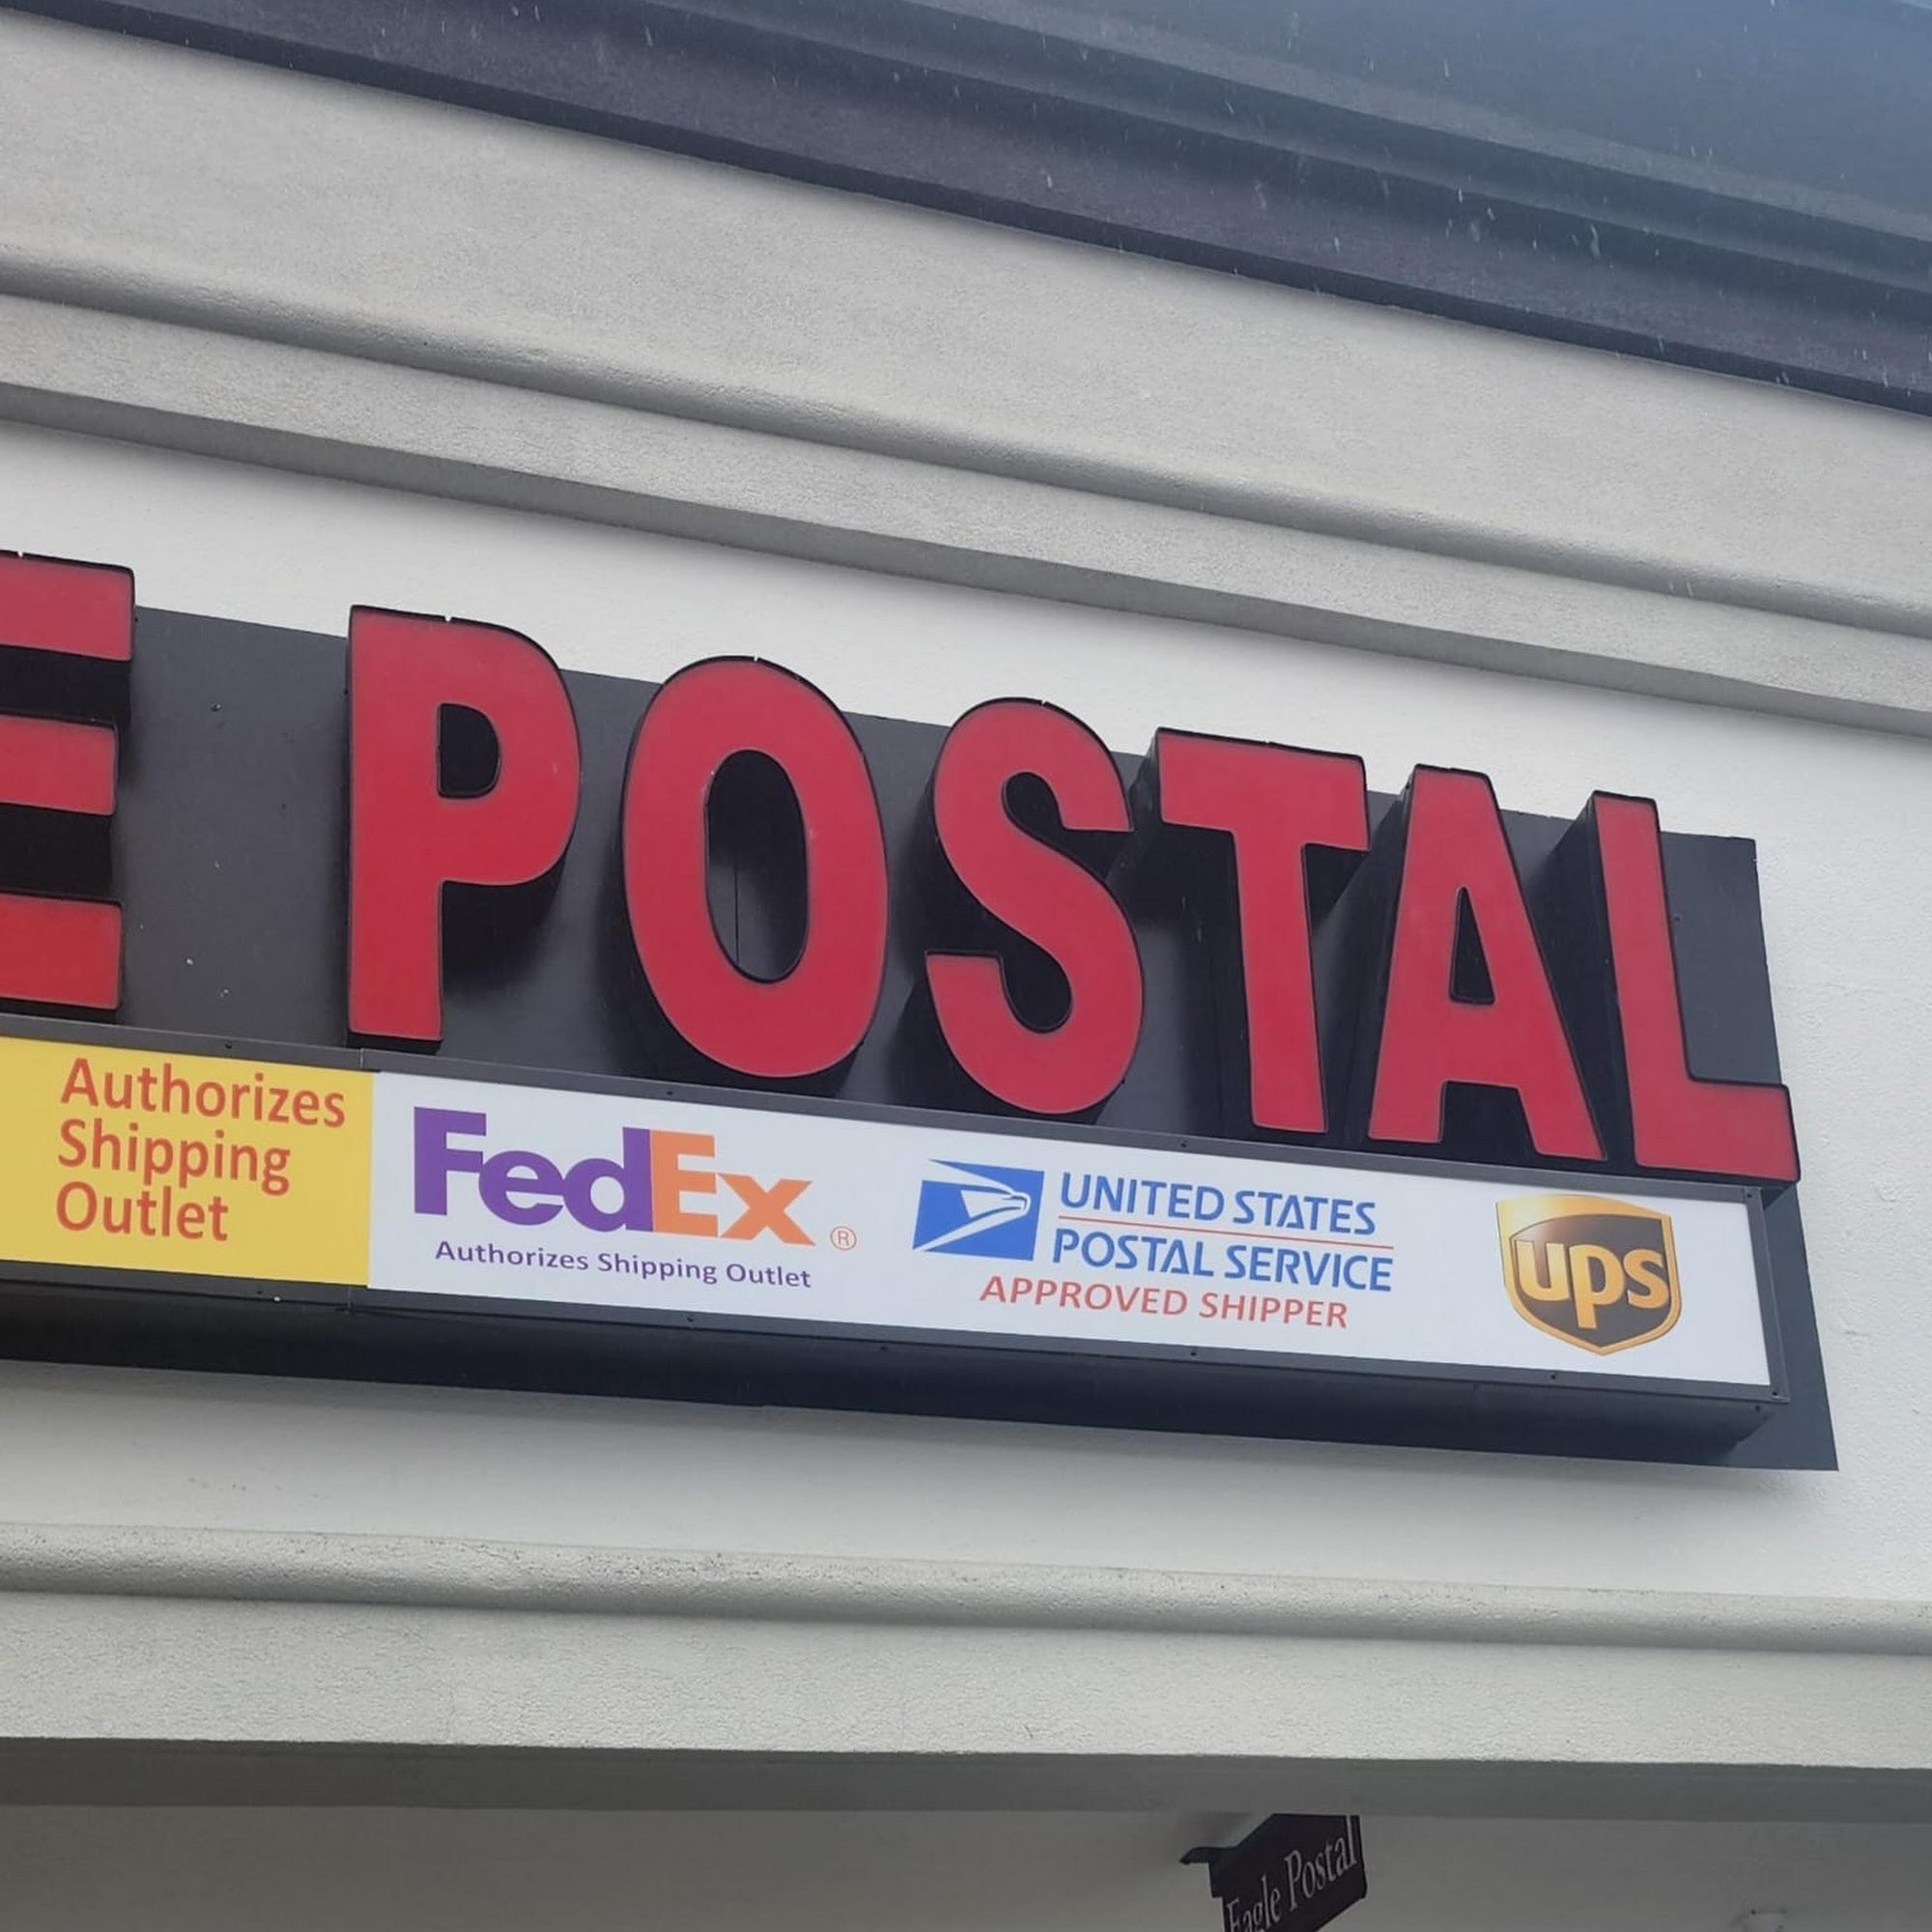 E POSTAL
Authorizes
Shipping
Outlet
FedEx ®
Authorizes Shipping Outlet
UNITED STATES
POSTAL SERVICE
APPROVED SHIPPER
ups
Eagle Postal